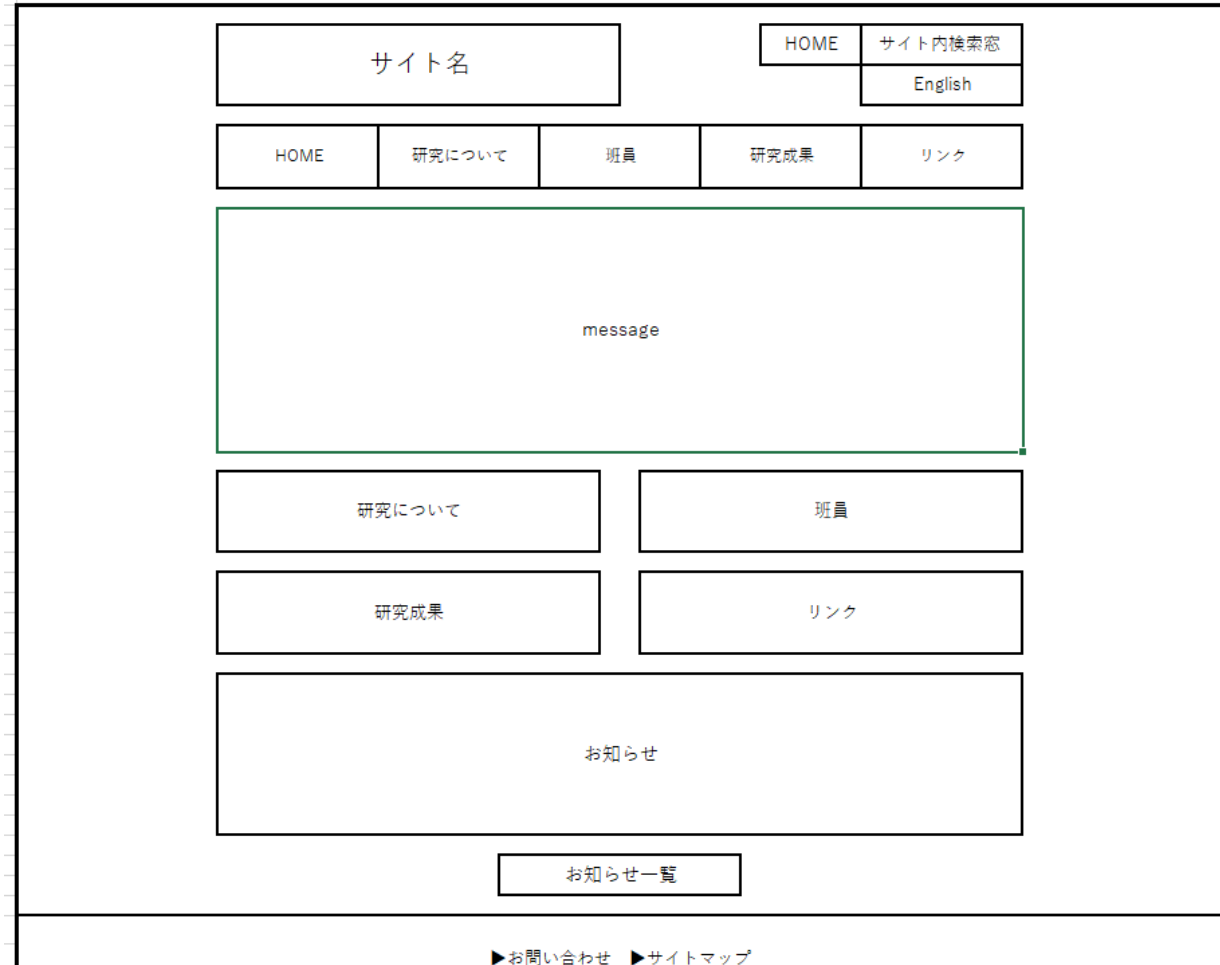 サイト名
HOME
サイト内検索窓
English
HOME
研究について
班員
研究成果
リンク
message
研究について
班員
研究成果
リンク
お知らせ
お知らせ一覧
▶お問い合わせ ▶サイトマップ